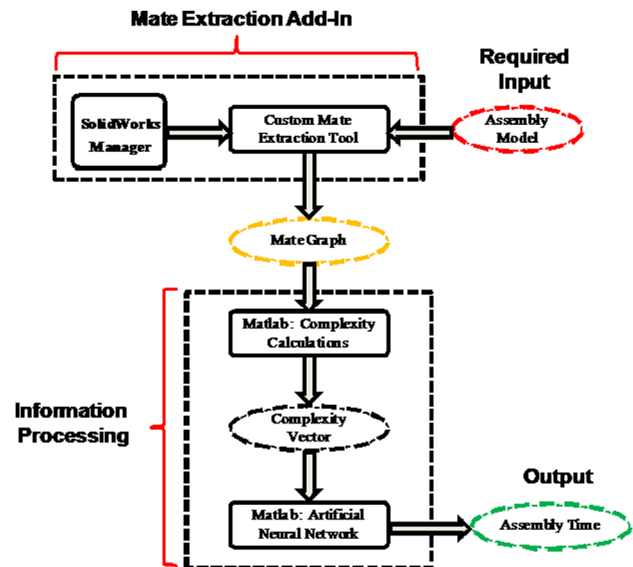 Mate Extraction Add-In
Required
Input
SolidWorks
Manager
Custom Mate
Extraction Tool
Assembly
Model
Mate Graph
Matlab: Complexity
Calculations
Information
Processing
Complexity
Vector
Output
Matlab: Artificial
Neural Network
Assembly Time